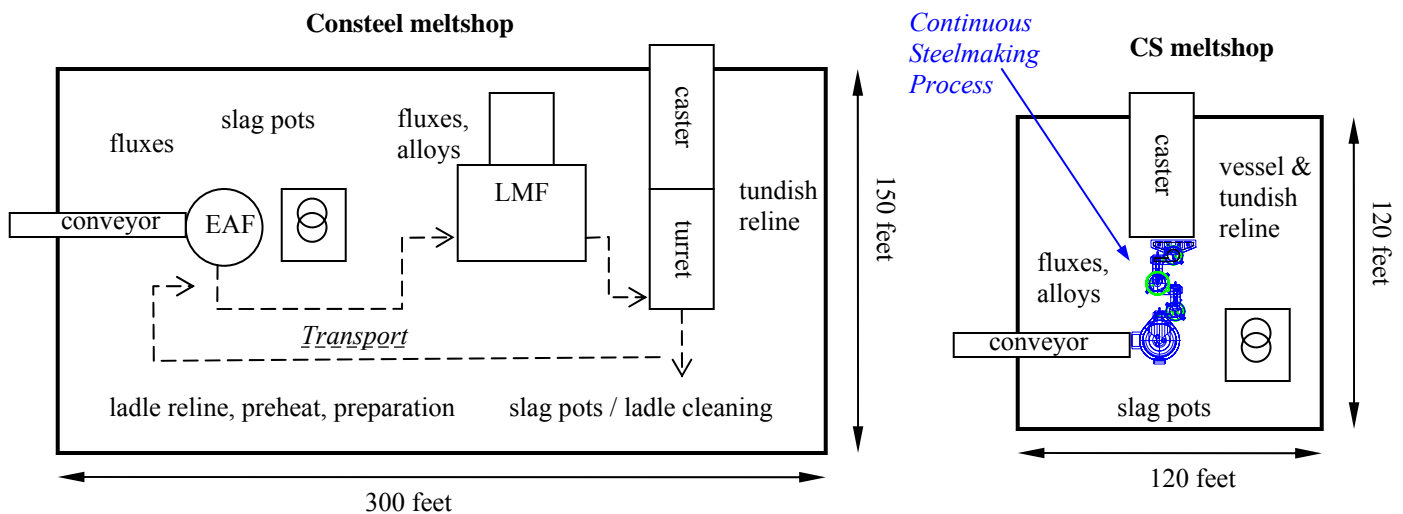 Consteel meltshop
fluxes
slag pots
fluxes,
alloys
LMF
caster
turret
tundish
reline
conveyor
EAF
Transport
ladle reline, preheat, preparation
slag pots / ladle cleaning
150 feet
300 feet
Continuous
Steelmaking
Process
CS meltshop
caster
vessel &
tundish
reline
fluxes,
alloys
conveyor
slag pots
120 feet
120 feet